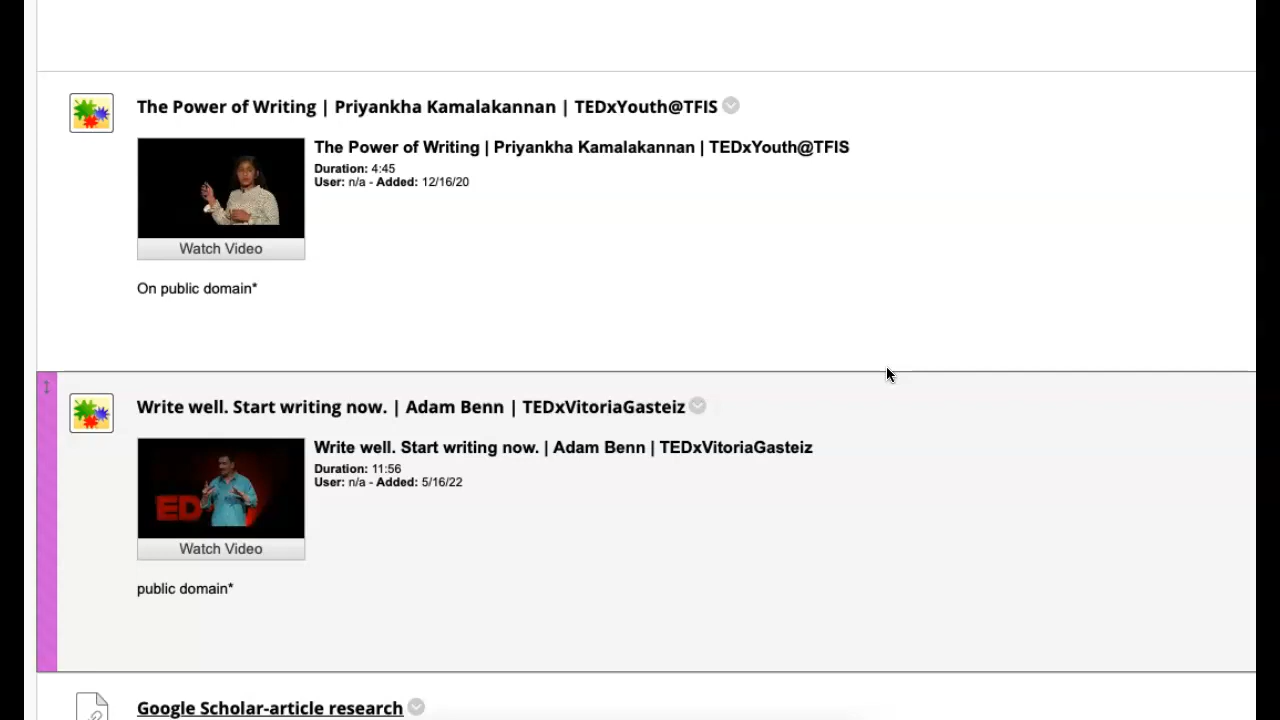 The Power of Writing | Priyankha Kamalakannan | TEDxYouth@TFIS
The Power of Writing | Priyankha Kamalakannan | TEDxYouth@TFIS
Duration: 4:45
User: n/a - Added: 12/16/20
Watch Video
On public domain*
Write well. Start writing now. | Adam Benn | TEDxVitoriaGasteiz
Write well. Start writing now. | Adam Benn | TEDxVitoriaGasteiz
Duration: 11:56
User: n/a - Added: 5/16/22
ED
Watch Video
public domain*
Google Scholar-article research